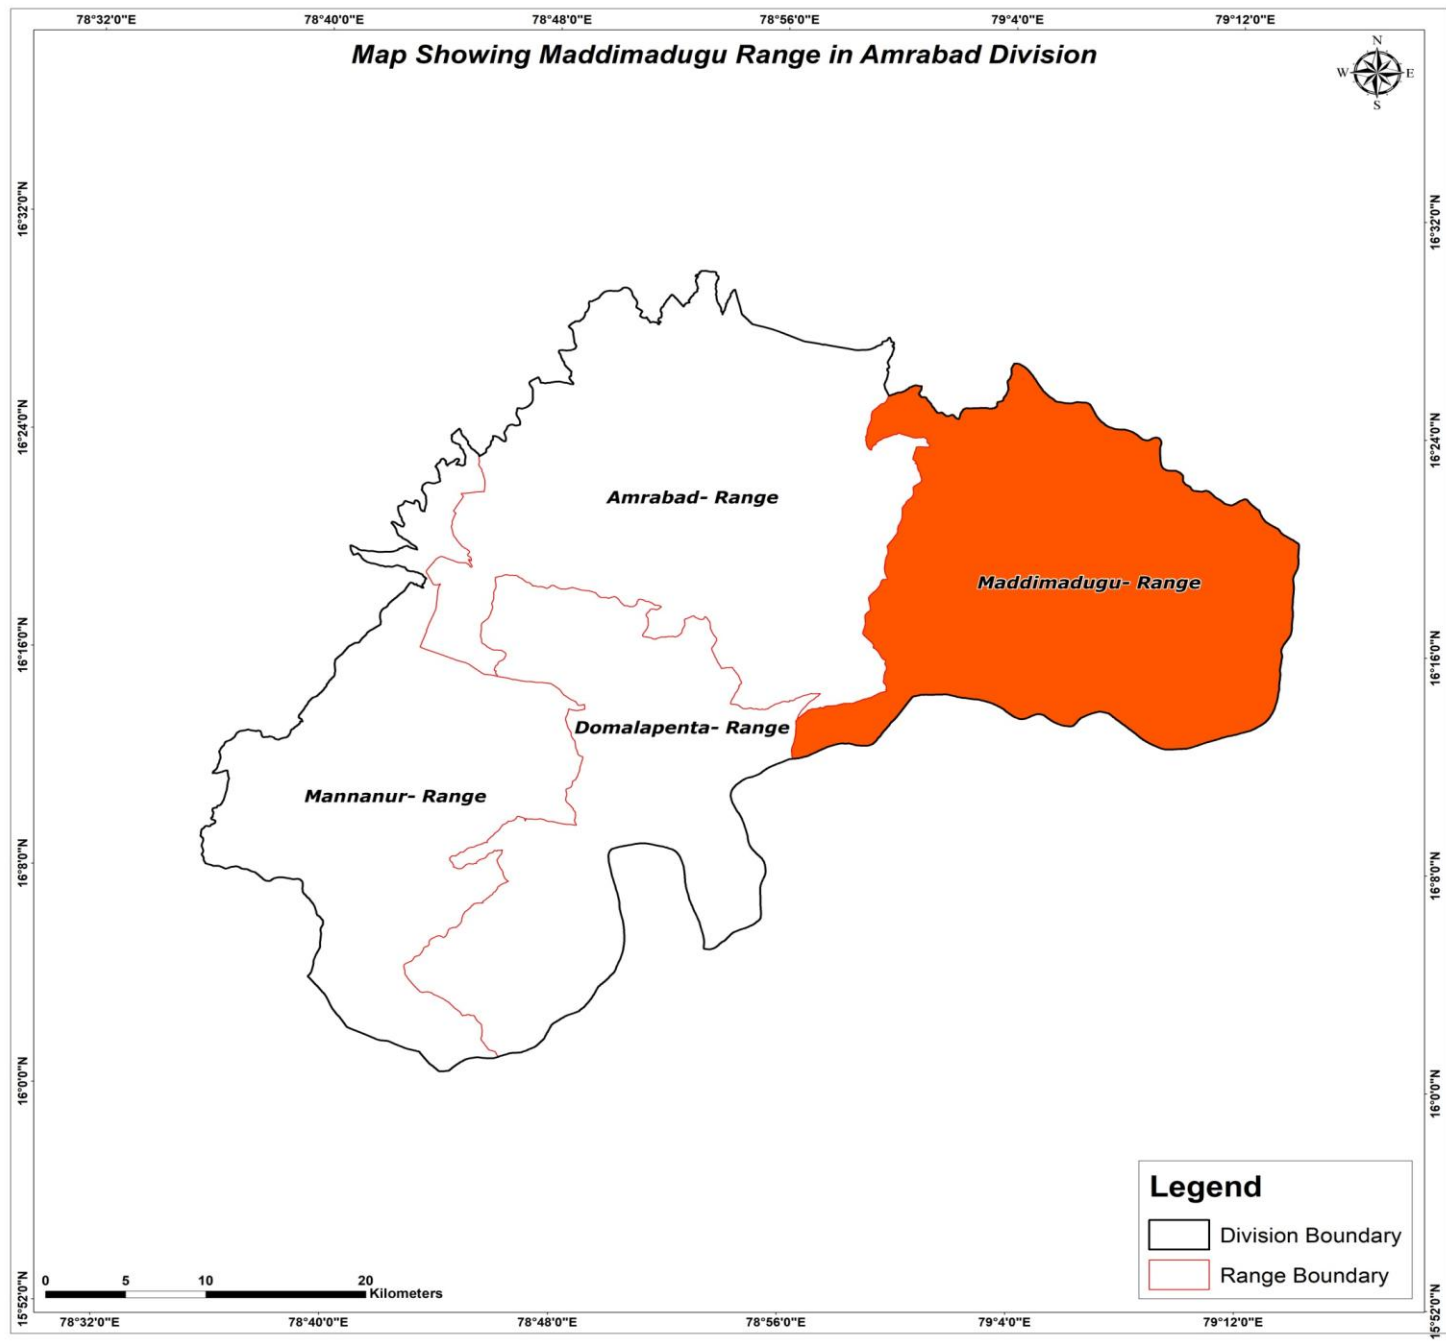 78°32'0"E 78°40'0"E 78°48'0"E 78°56'0"E 79°4'0"E 79°12'0"E
Map Showing Maddimadugu Range in Amrabad Division
N
W E
S
16°32'0"N 16°32'0"N
16°24'0"N 16°24'0"N
Amrabad- Range
Maddimadugu- Range
16°16'0"N 16°16'0"N
Domalapenta- Range
Mannanur- Range
16°8'0"N 16°8'0"N
16°0'0"N 16°0'0"N
Legend
Division Boundary
Range Boundary
0 5 10 20
Kilometers
15°52'0"N 15°52'0"N
78°32'0"E 78°40'0"E 78°48'0"E 78°56'0"E 79°4'0"E 79°12'0"E